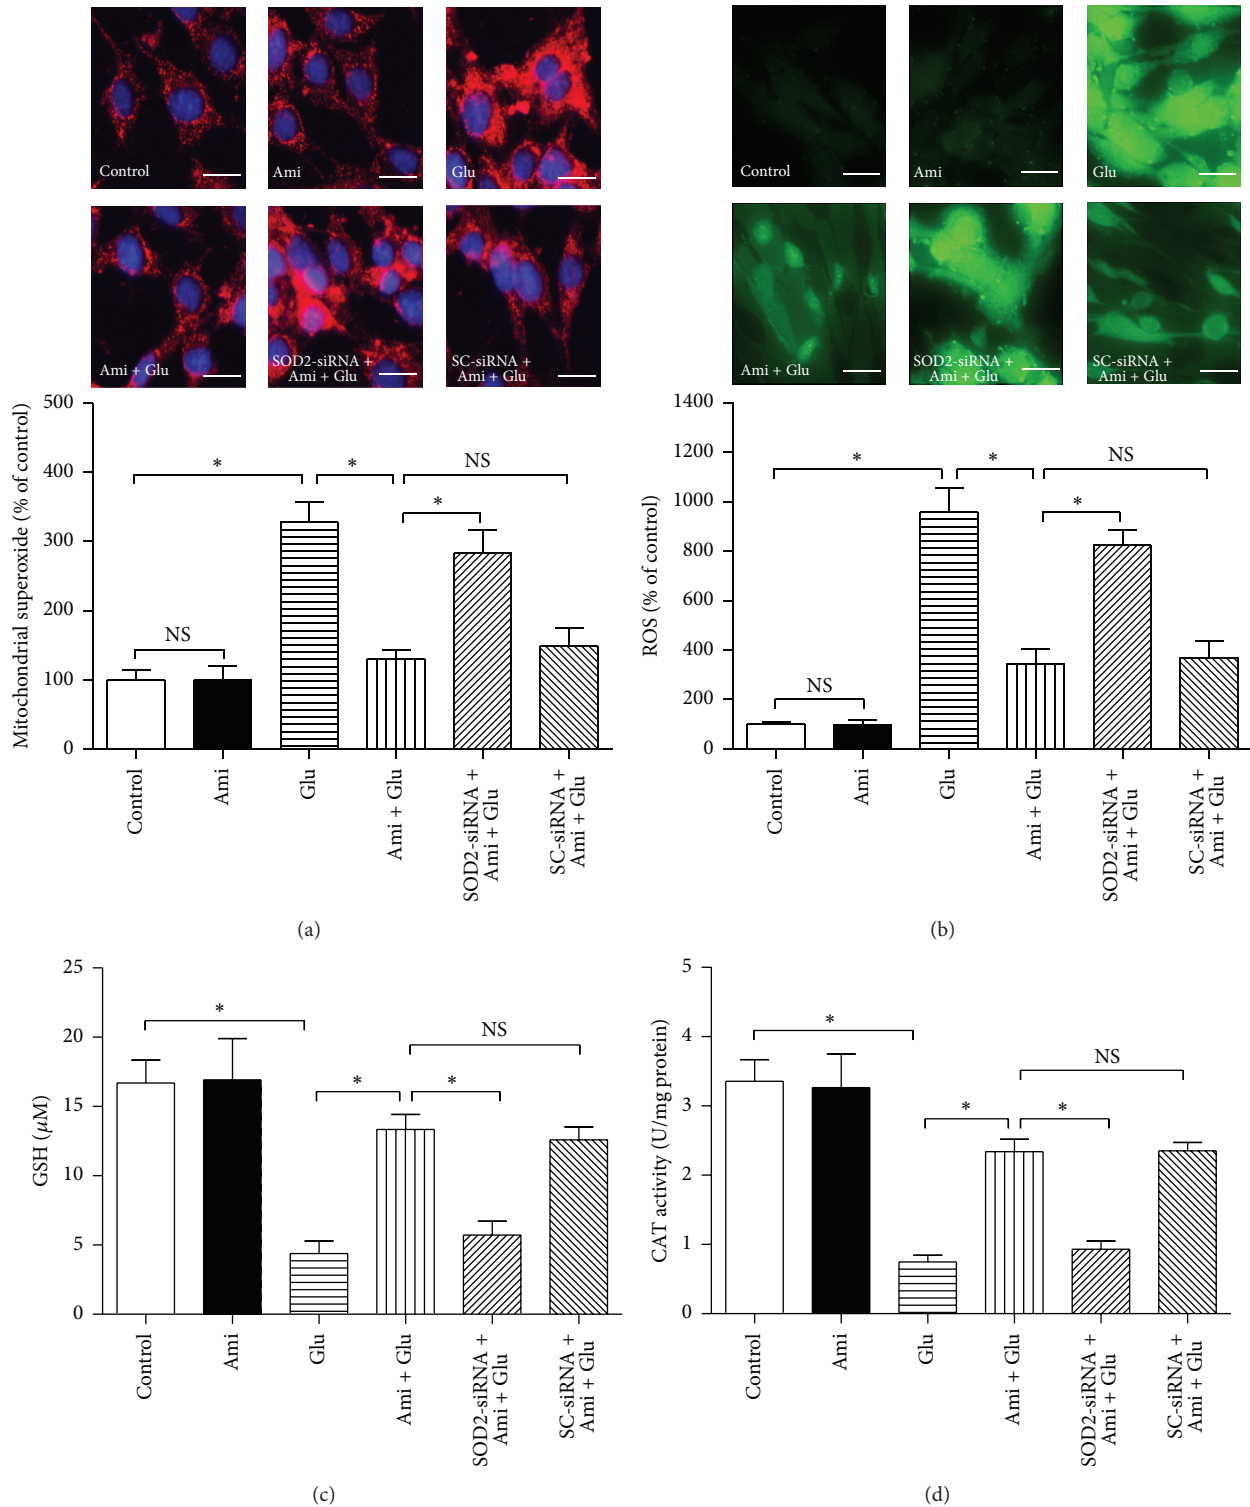 Control
Ami
Glu
Ami + Glu
SOD2-siRNA +
Ami + Glu
SC-siRNA +
Ami + Glu
Mitochondrial superoxide (% of control)
500
400
300
200
100
0
*
*
NS
*
NS
Control
Ami
Glu
Ami + Glu
SOD2-siRNA +
Ami + Glu
SC-siRNA +
Ami + Glu
(a)
Control
Ami
Glu
Ami + Glu
SOD2-siRNA +
Ami + Glu
SC-siRNA +
Ami + Glu
ROS (% of control)
1400
1200
1000
800
600
400
200
0
*
*
NS
*
NS
Control
Ami
Glu
Ami + Glu
SOD2-siRNA +
Ami + Glu
SC-siRNA +
Ami + Glu
(b)
GSH (µM)
25
20
15
10
5
0
*
NS
*
*
Control
Ami
Glu
Ami + Glu
SOD2-siRNA +
Ami + Glu
SC-siRNA +
Ami + Glu
(c)
CAT activity (U/mg protein)
5
4
3
2
1
0
*
NS
*
*
Control
Ami
Glu
Ami + Glu
SOD2-siRNA +
Ami + Glu
SC-siRNA +
Ami + Glu
(d)